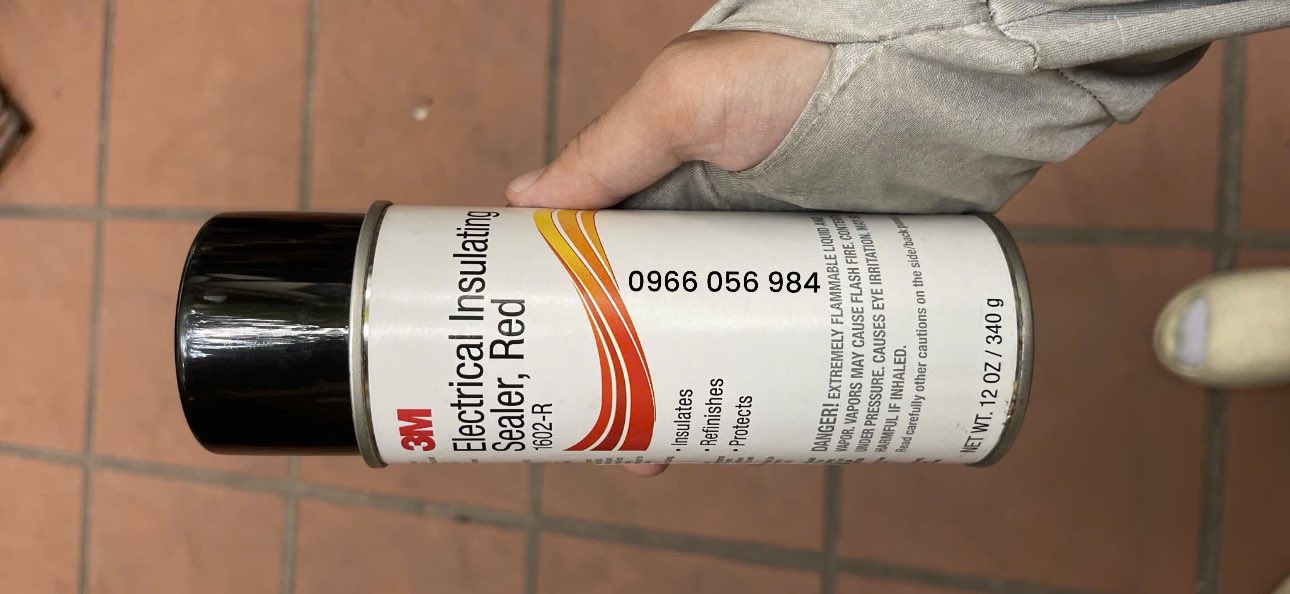 3M
Electrical Insulating
Sealer, Red
1602-R
0966 056 984
· Insulates
· Refinishes
· Protects
DANGER! EXTREMELY FLAMMABLE LIQUID
VAPOR. VAPORS MAY CAUSE FLASH FIRE.
UNDER PRESSURE. CAUSES EYE IRRITATION.
HARMFUL IF INHALED.
Read carefully other cautions on the side/back
NET WT. 12 OZ / 340 g